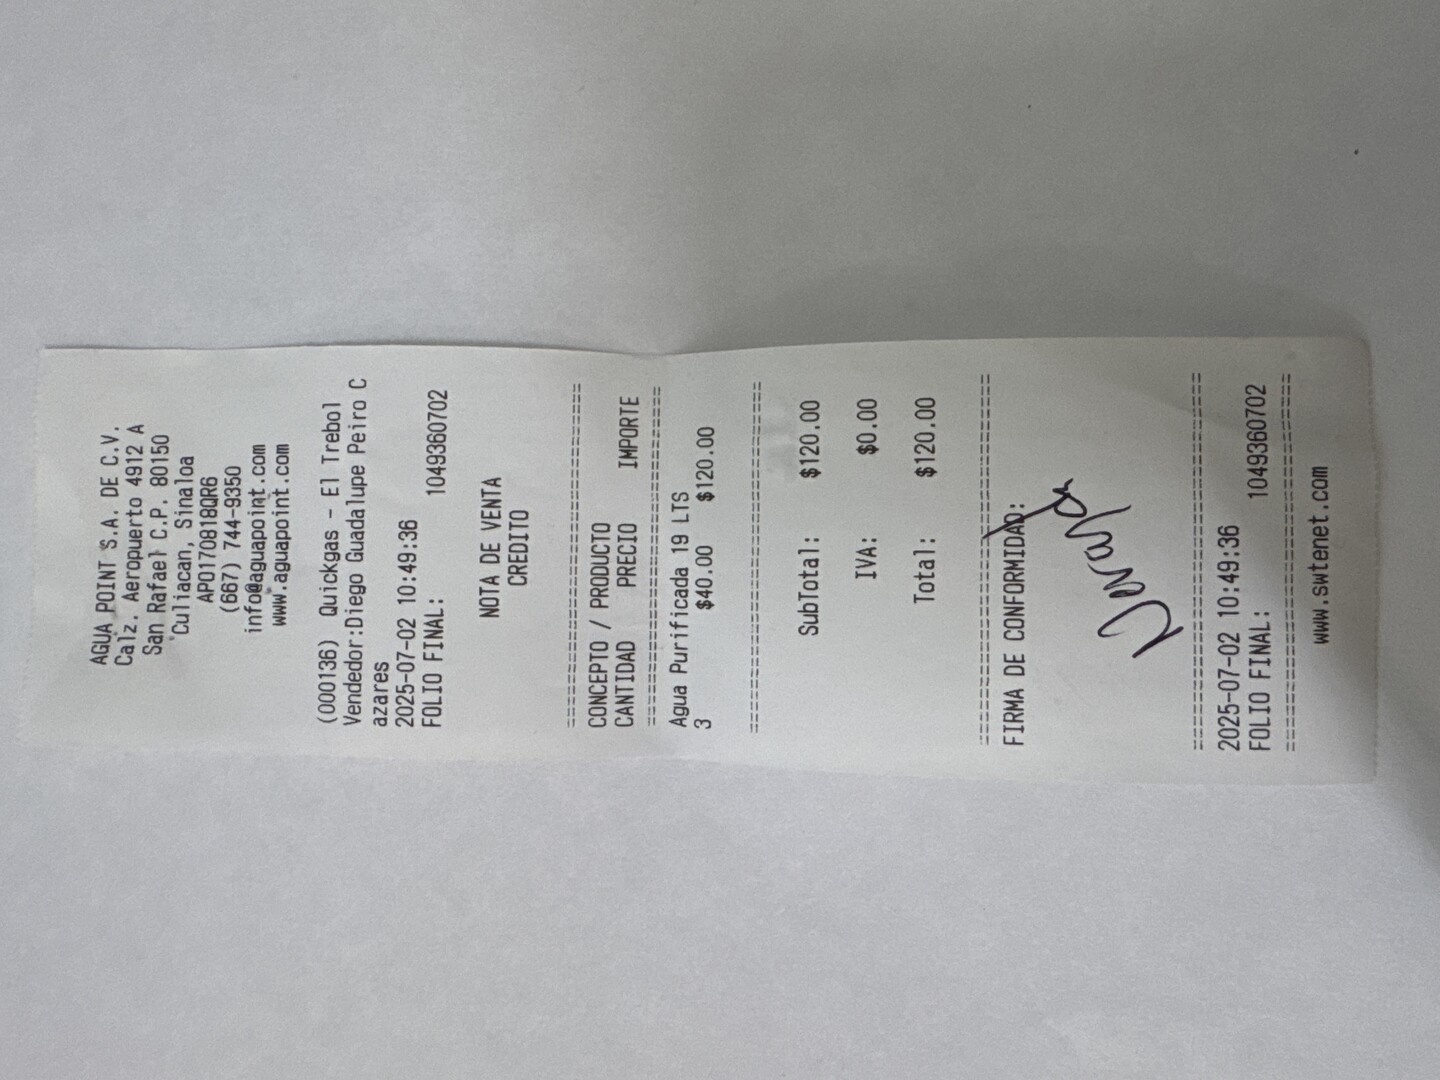 AGUA POINT S.A. DE C.V.
Calz. Aeropuerto 4912 A
San Rafael C.P. 80150
Culiacan, Sinaloa
APO170818QR6
(667) 744-9350
info@aguapoint.com
www.aguapoint.com
(000136) Quickgas - El Trebol
Vendedor:Diego Guadalupe Peiro C
azares
2025-07-02 10:49:36
FOLIO FINAL: 1049360702
NOTA DE VENTA
CREDITO
================================
CONCEPTO / PRODUCTO
CANTIDAD PRECIO IMPORTE
================================
Agua Purificada 19 LTS
3 $40.00 $120.00
================================
SubTotal: $120.00
IVA: $0.00
Total: $120.00
================================
FIRMA DE CONFORMIDAD:
================================
2025-07-02 10:49:36
FOLIO FINAL: 1049360702
================================
www.swtenet.com